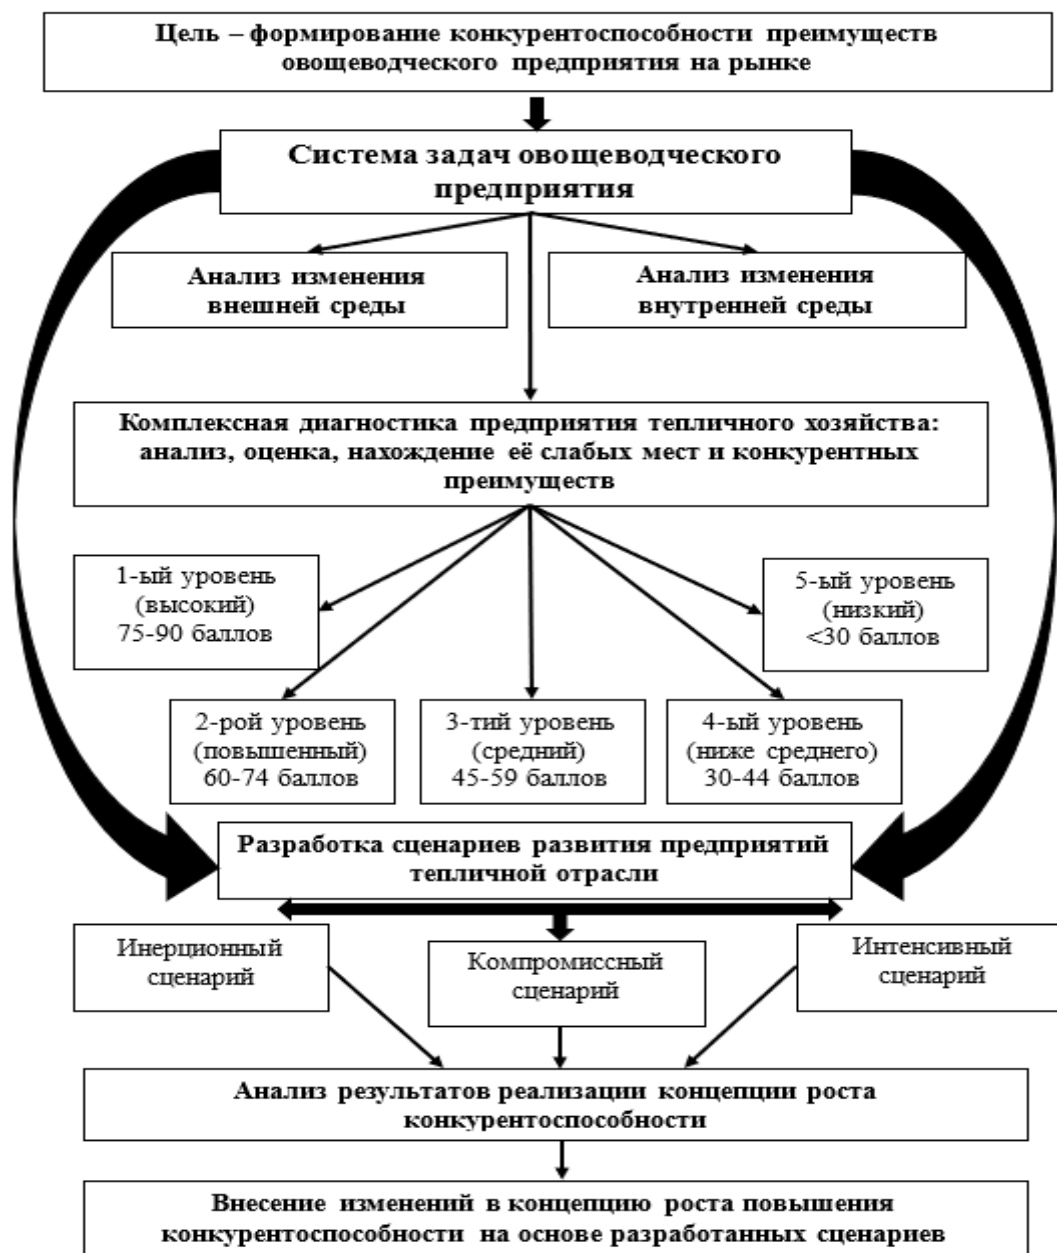 Цель – формирование конкурентоспособности преимуществ
овощеводческого предприятия на рынке
Система задач овощеводческого
предприятия
Анализ изменения
внешней среды
Анализ изменения
внутренней среды
Комплексная диагностика предприятия тепличного хозяйства:
анализ, оценка, нахождение её слабых мест и конкурентных
преимуществ
1-ый уровень
(высокий)
75-90 баллов
5-ый уровень
(низкий)
<30 баллов
2-рой уровень
(повышенный)
60-74 баллов
3-тий уровень
(средний)
45-59 баллов
4-ый уровень
(ниже среднего)
30-44 баллов
Разработка сценариев развития предприятий
тепличной отрасли
Инерционный
сценарий
Компромиссный
сценарий
Интенсивный
сценарий
Анализ результатов реализации концепции роста
конкурентоспособности
Внесение изменений в концепцию роста повышения
конкурентоспособности на основе разработанных сценариев